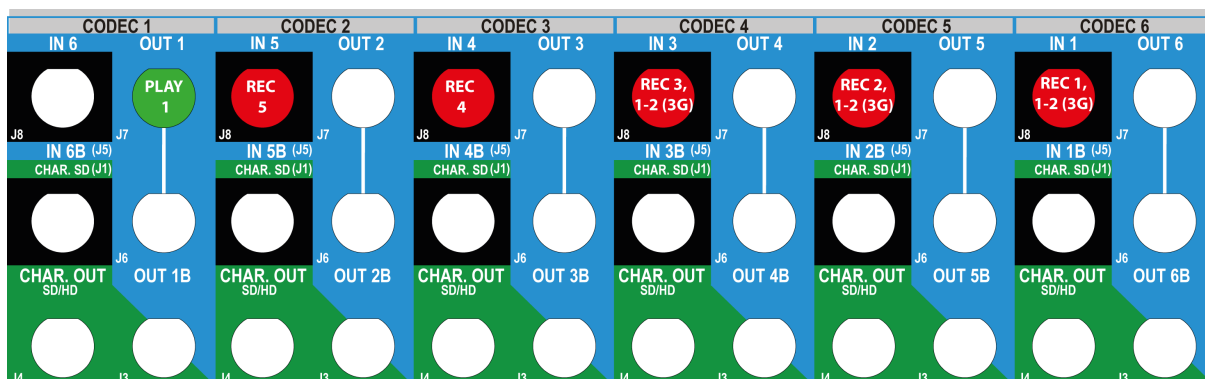 CODEC 1 CODEC 2 CODEC 3 CODEC 4 CODEC 5 CODEC 6
IN 6 OUT 1 IN 5 OUT 2 IN 4 OUT 3 IN 3 OUT 4 IN 2 OUT 5 IN 1 OUT 6
PLAY REC REC REC 3, REC 2, REC 1,
1 5 4 1-2 (3G) 1-2 (3G) 1-2 (3G)
J8 J7 J8 J7 J8 J7 J8 J7 J8 J7 J8 J7
IN 6B (J5) IN 5B (J5) IN 4B (J5) IN 3B (J5) IN 2B (J5) IN 1B (J5)
CHAR. SD (J1) CHAR. SD (J1) CHAR. SD (J1) CHAR. SD (J1) CHAR. SD (J1) CHAR. SD (J1)
J6 J6 J6 J6 J6 J6
CHAR. OUT OUT 1B CHAR. OUT OUT 2B CHAR. OUT OUT 3B CHAR. OUT OUT 4B CHAR. OUT OUT 5B CHAR. OUT OUT 6B
SD/HD SD/HD SD/HD SD/HD SD/HD SD/HD
J4 J3 J4 J3 J4 J3 J4 J3 J4 J3 J4 J3